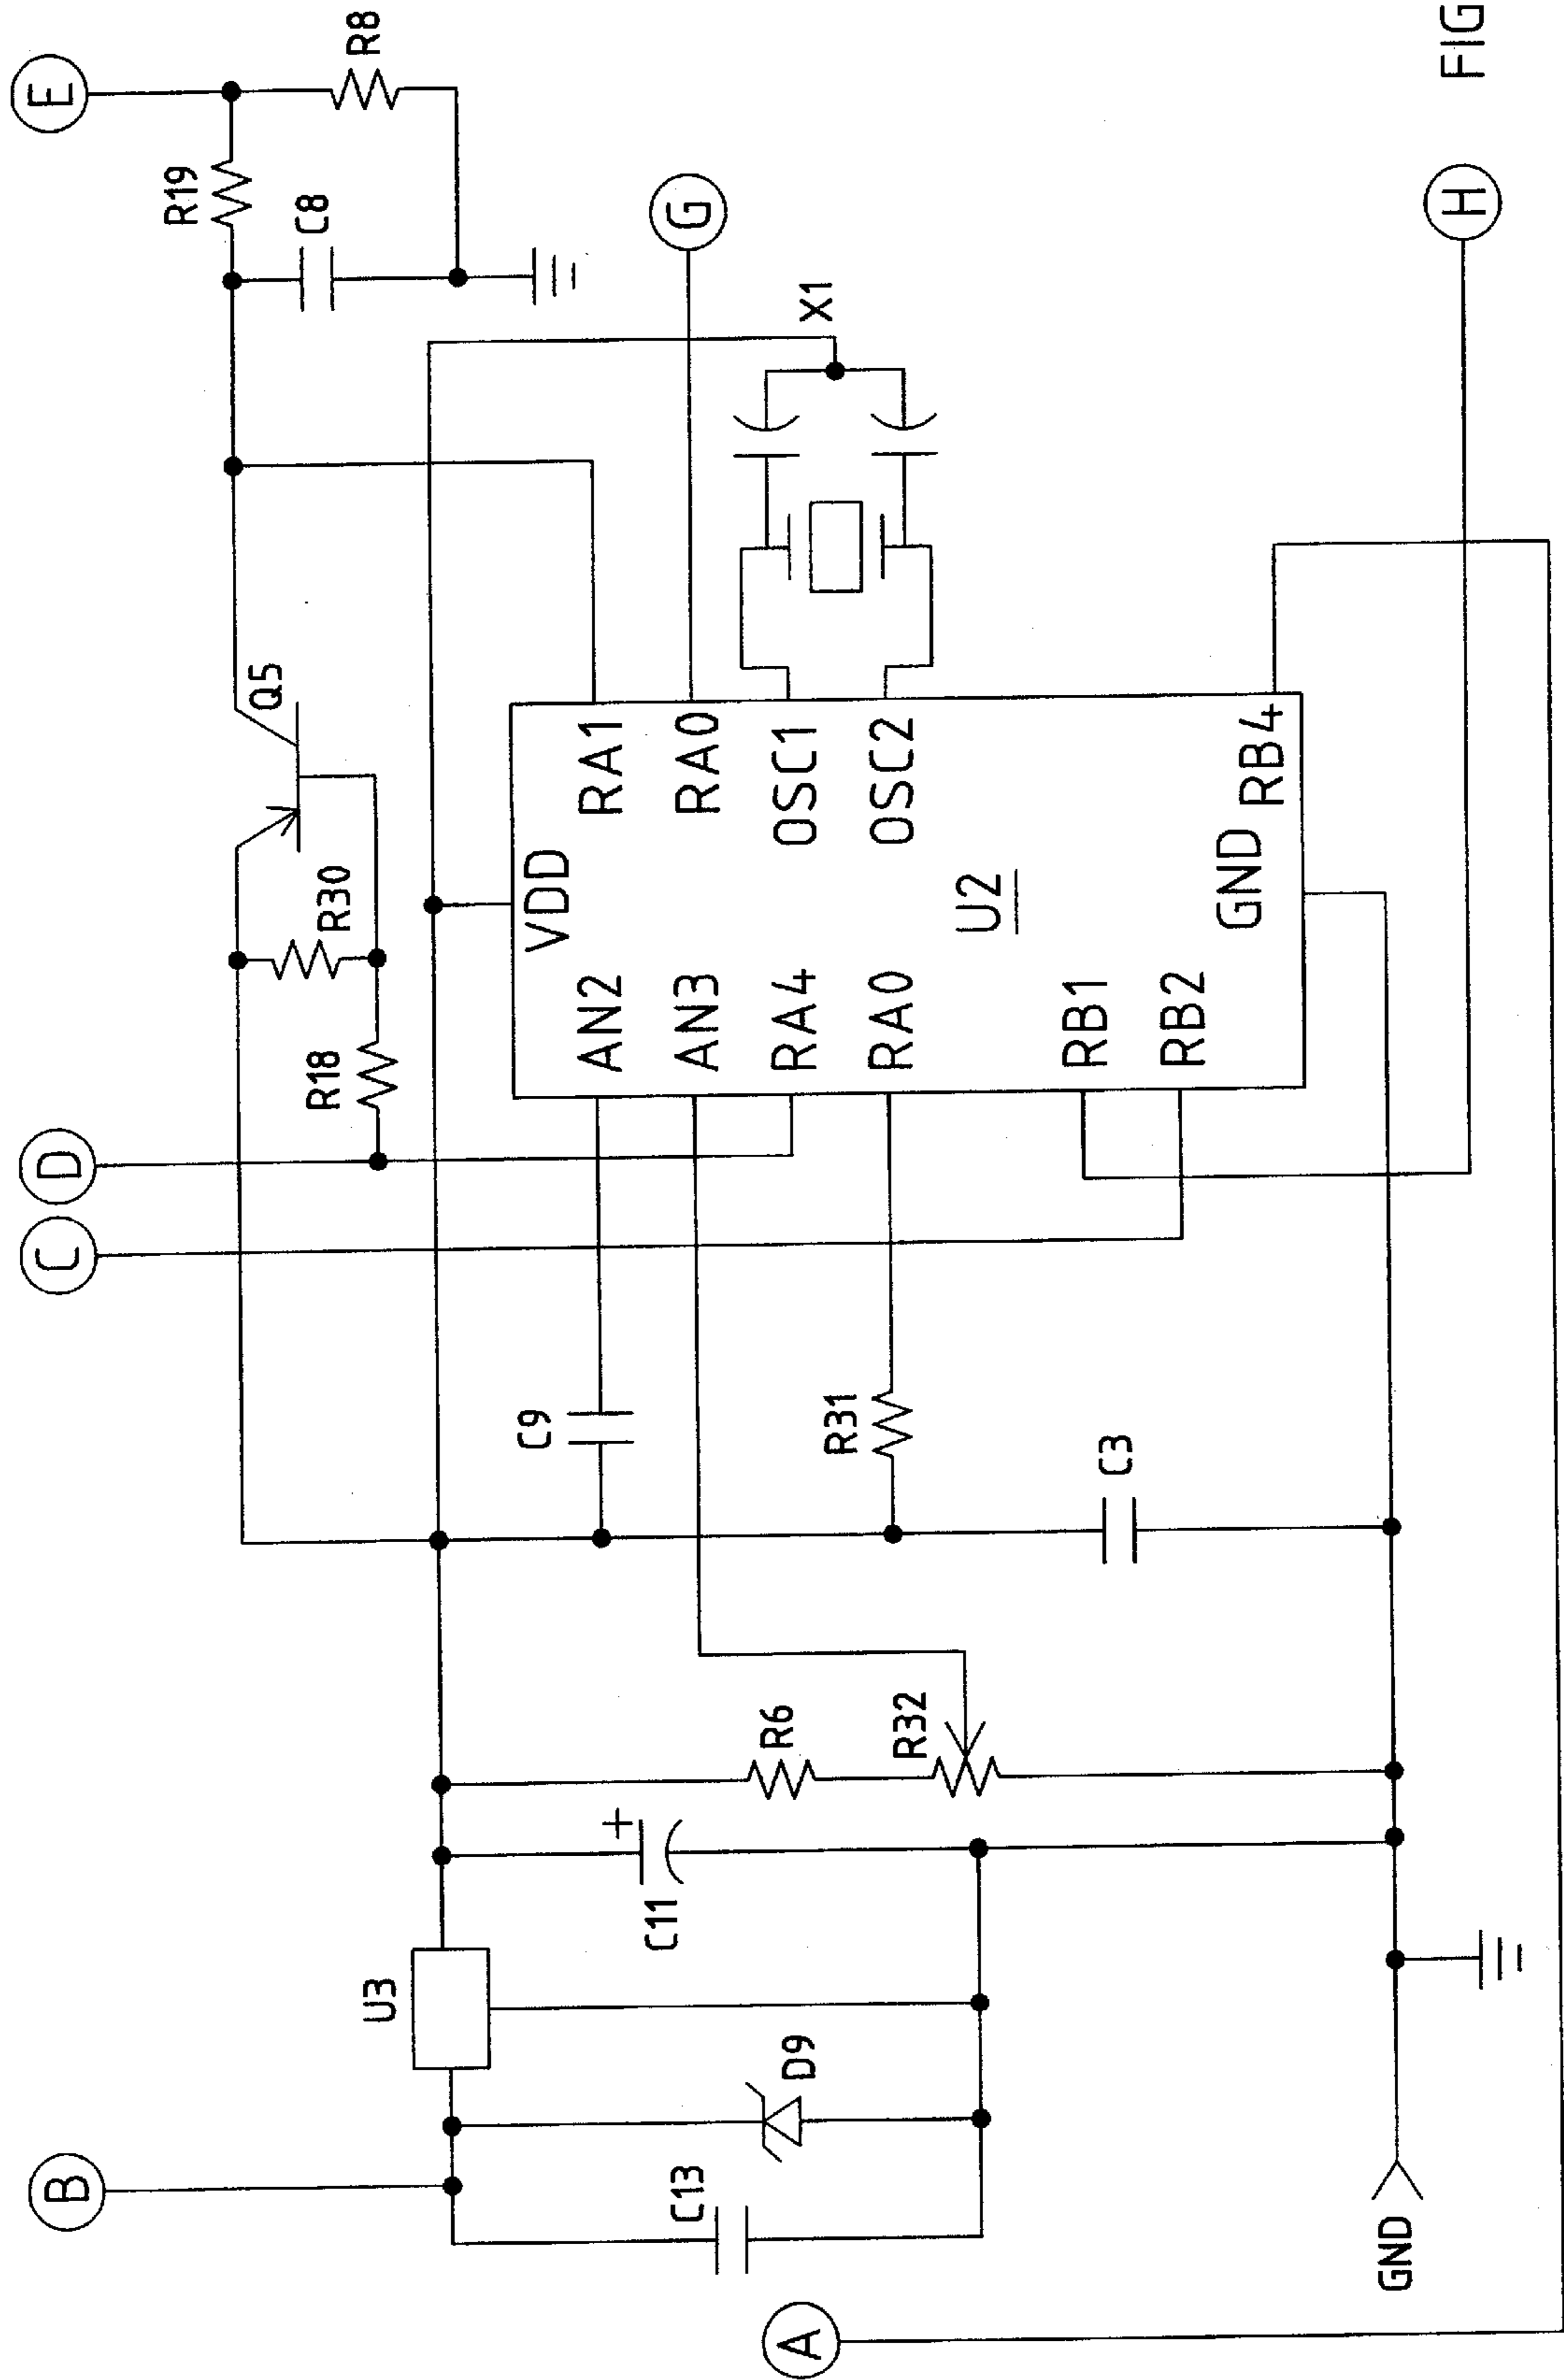 B
C
D
E
Q5
R19
R8
R18
R30
C8
U3
VDD
C9
AN2
RA1
G
C13
C11
AN3
RA0
D9
R6
RA4
OSC1
X1
A
R31
RA0
OSC2
R32
U2
C3
RB1
RB2
GND
RB4
GND
H
FIG